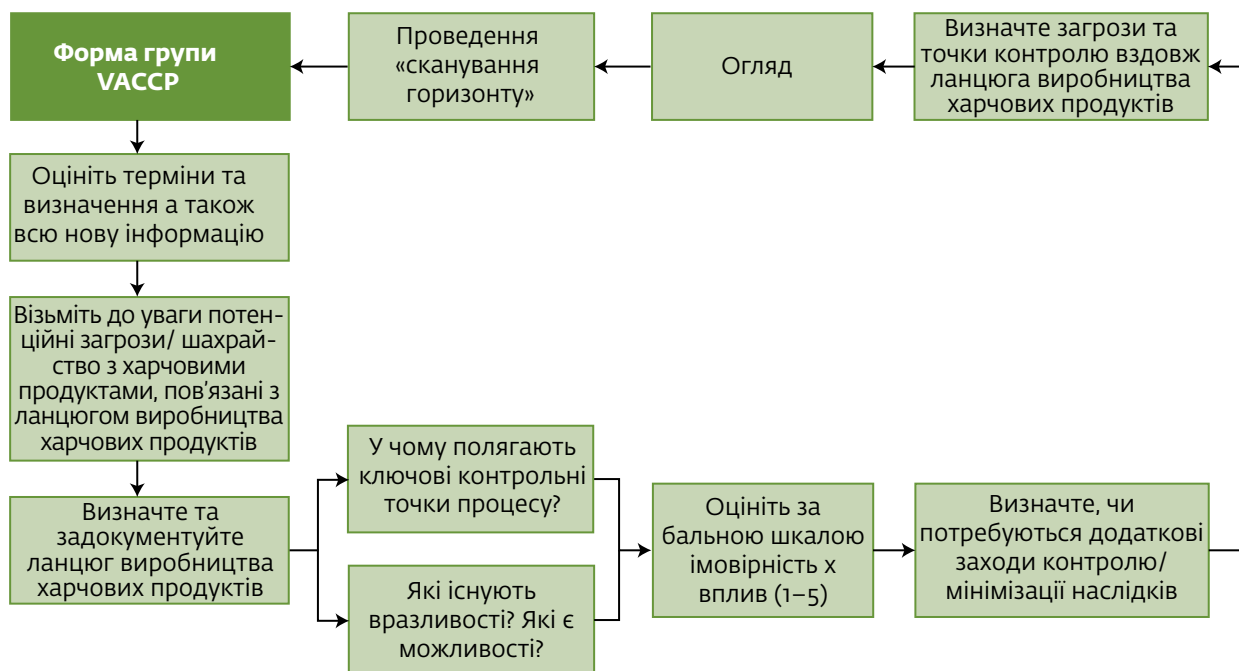 Форма групи
VACCP
Проведення
«сканування
горизонту»
Огляд
Визначте загрози та
точки контролю вздовж
ланцюга виробництва
харчових продуктів
Оцініть терміни та
визначення а також
всю нову інформацію
Візьміть до уваги потен-
ційні загрози/ шахрай-
ство з харчовими
продуктами, пов'язані з
ланцюгом виробництва
харчових продуктів
Визначте та
задокументуйте
ланцюг виробництва
харчових продуктів
У чому полягають
ключові контрольні
точки процесу?
Які існують
вразливості? Які є
можливості?
Оцініть за
бальною шкалою
імовірність x
вплив (1–5)
Визначте, чи
потребуються додаткові
заходи контролю/
мінімізації наслідків